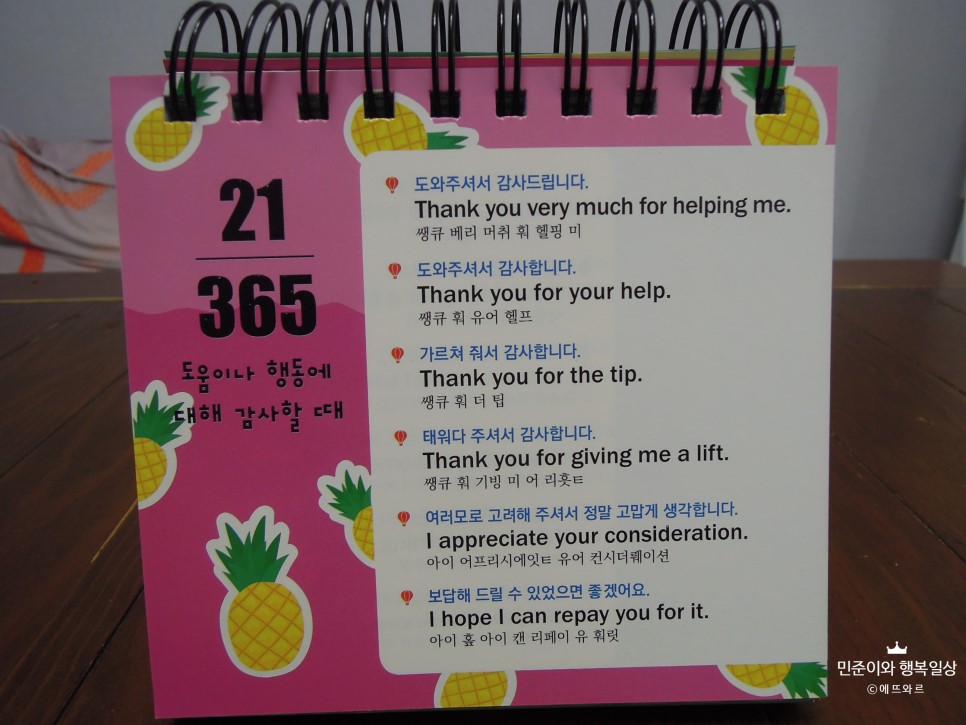 21
365
도움이나 행동에
대해 감사할 때
도와주셔서 감사드립니다.
Thank you very much for helping me.
쌩큐 베리 머취 훠 헬핑 미
도와주셔서 감사합니다.
Thank you for your help.
쌩큐 훠 유어 헬프
가르쳐 줘서 감사합니다.
Thank you for the tip.
쌩큐 훠 더 팁
태워다 주셔서 감사합니다.
Thank you for giving me a lift.
쌩큐 훠 기빙 미 어 리훗ㅌ
여러모로 고려해 주셔서 정말 고맙게 생각합니다.
I appreciate your consideration.
아이 어프리시에잇ㅌ 유어 컨시더뤠이션
보답해 드릴 수 있었으면 좋겠어요.
I hope I can repay you for it.
아이 홒 아이 캔 리페이 유 훠릿
민준이와 행복일상
ⓒ에뜨와르